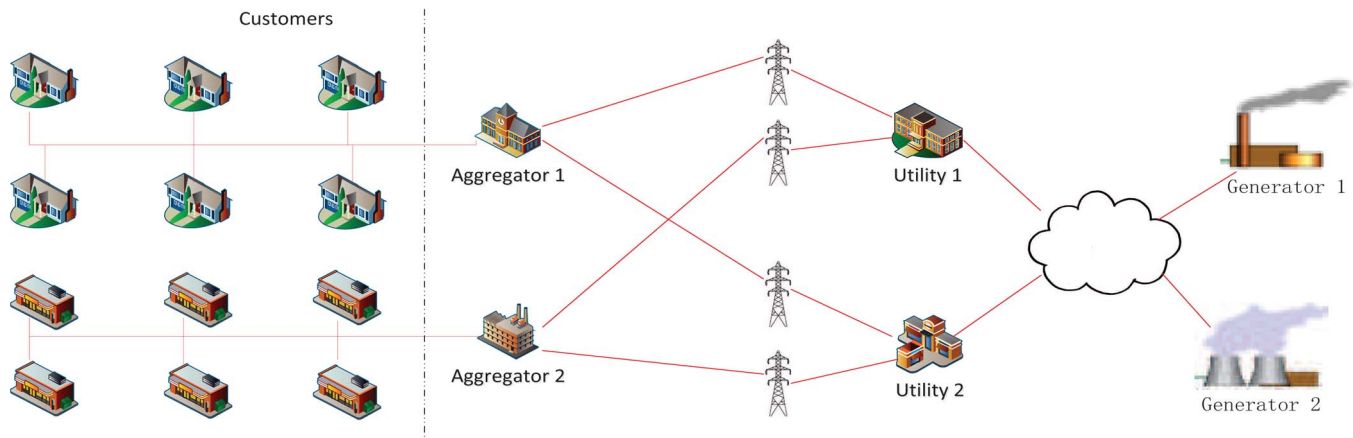 Customers
Aggregator 1
Utility 1
Generator 1
Aggregator 2
Utility 2
Generator 2